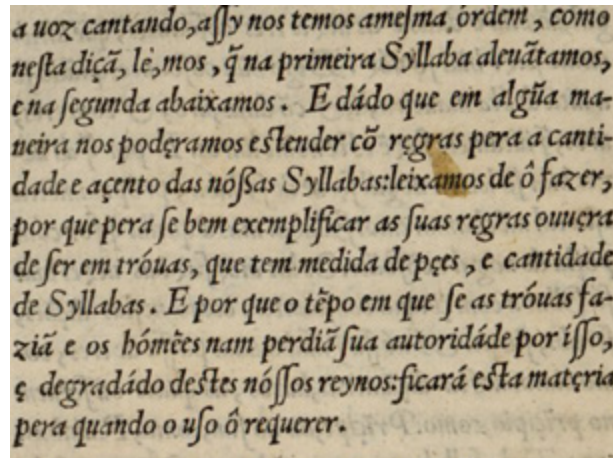 a uoz cantando, aſſy nos temos ameſma órdem, como
neſta diçã, lè,mos, q̃ na primeira Syllaba aleuãtamos,
e na ſegunda abaixamos. E dádo que em algũa ma-
neira nos podęramos eſtender cõ ręgras pera a canti-
dade e açento das nóſſas Syllabas:leixamos de ô fazer,
por que pera ſe bem exemplificar as ſuas ręgras ouuęra
de ſer em tróuas, que tem medida de pęes, e cantidade
de Syllabas. E por que o tẽpo em que ſe as tróuas fa-
ziã e os hómẽes nam perdiã ſua autoridáde por iſſo,
ę degradádo deſtes nóſſos reynos:ficará eſta matęria
pera quando o uſo ô requerer.